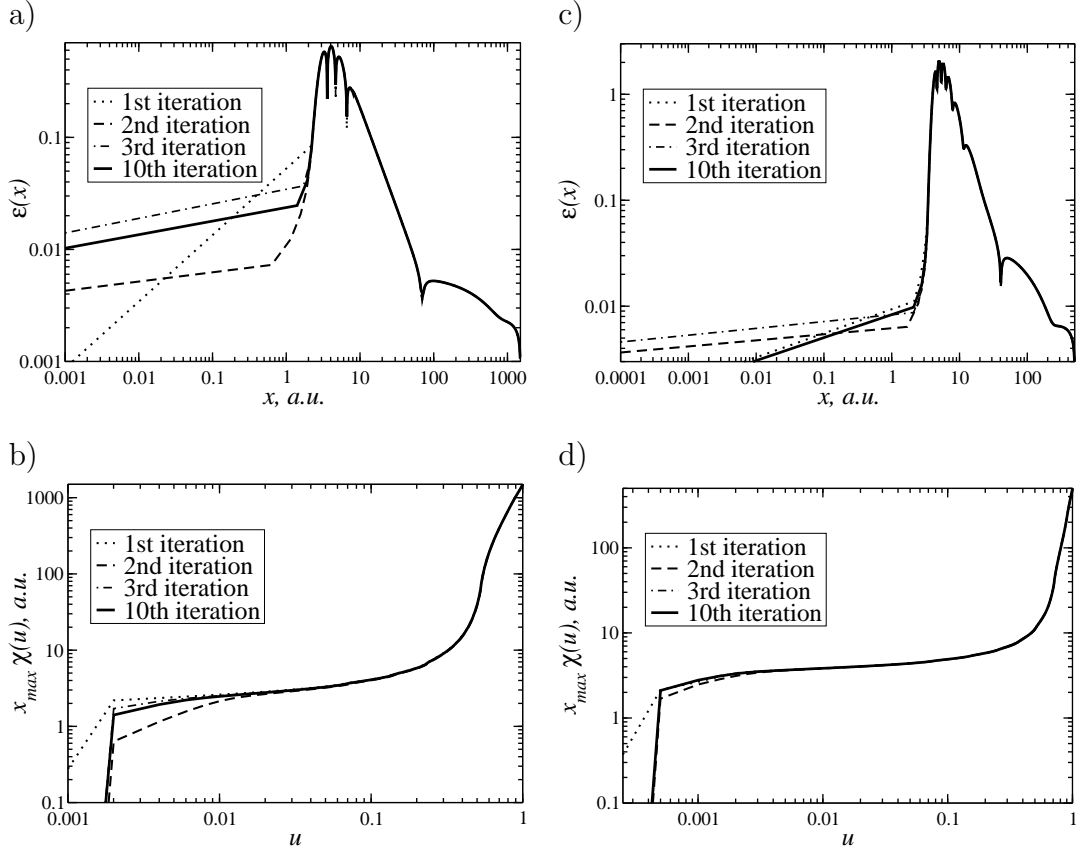 a)
1st iteration
2nd iteration
3rd iteration
10th iteration
0.1
0.01
0.001
ε(x)
0.001 0.01 0.1 1 10 100 1000
x, a.u.
c)
1st iteration
2nd iteration
3rd iteration
10th iteration
1
0.1
0.01
ε(x)
0.0001 0.001 0.01 0.1 1 10 100
x, a.u.
b)
1st iteration
2nd iteration
3rd iteration
10th iteration
1000
100
10
1
0.1
x_max χ(u), a.u.
0.001 0.01 0.1 1
u
d)
1st iteration
2nd iteration
3rd iteration
10th iteration
100
10
1
0.1
x_max χ(u), a.u.
0.001 0.01 0.1 1
u